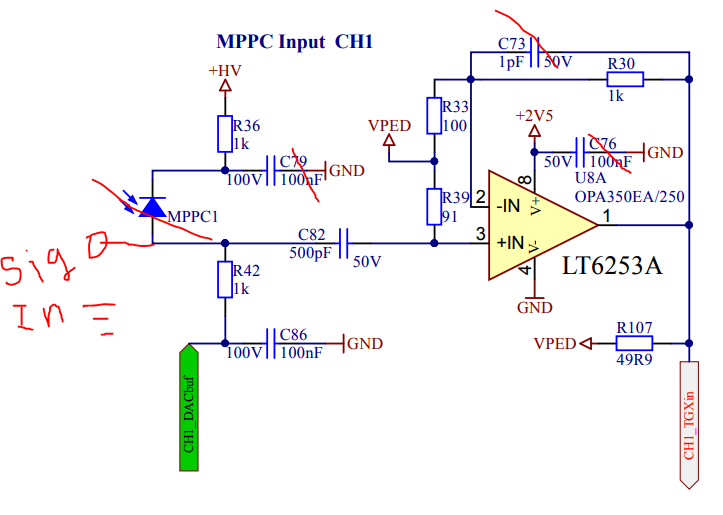 MPPC Input CH1
C73
1pF
50V
R30
1k
+HV
R33
100
+2V5
VPED
R36
1k
C76
50V
100nF
GND
C79
100V
100nF
GND
U8A
OPA350EA/250
8
V+
R39
91
2
-IN
1
MPPC1
Sig
In =
C82
500pF
50V
3
+IN
V-
4
LT6253A
R42
1k
GND
R107
VPED
49R9
C86
100V
100nF
GND
CH1_DACbuf
CH1_TGXin